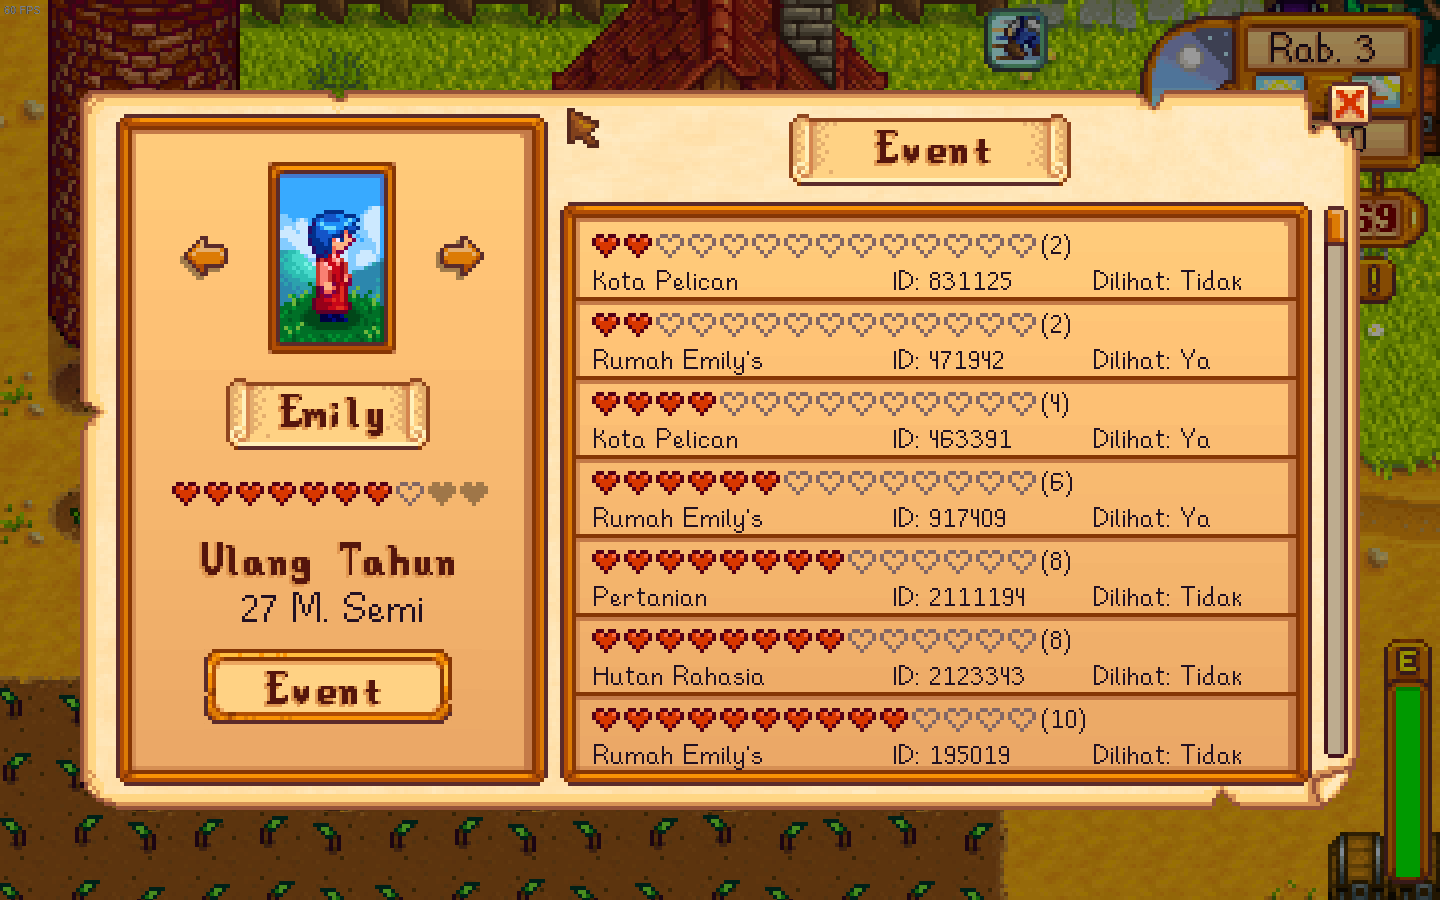 60 FPS
Rab. 3
Event
Emily
Ulang Tahun
27 M. Semi
Event
(2)
Kota Pelican ID: 831125 Dilihat: Tidak
(2)
Rumah Emily's ID: 471942 Dilihat: Ya
(4)
Kota Pelican ID: 463391 Dilihat: Ya
(6)
Rumah Emily's ID: 917409 Dilihat: Ya
(8)
Pertanian ID: 2111194 Dilihat: Tidak
(8)
Hutan Rahasia ID: 2123343 Dilihat: Tidak
(10)
Rumah Emily's ID: 195019 Dilihat: Tidak
69
!
E